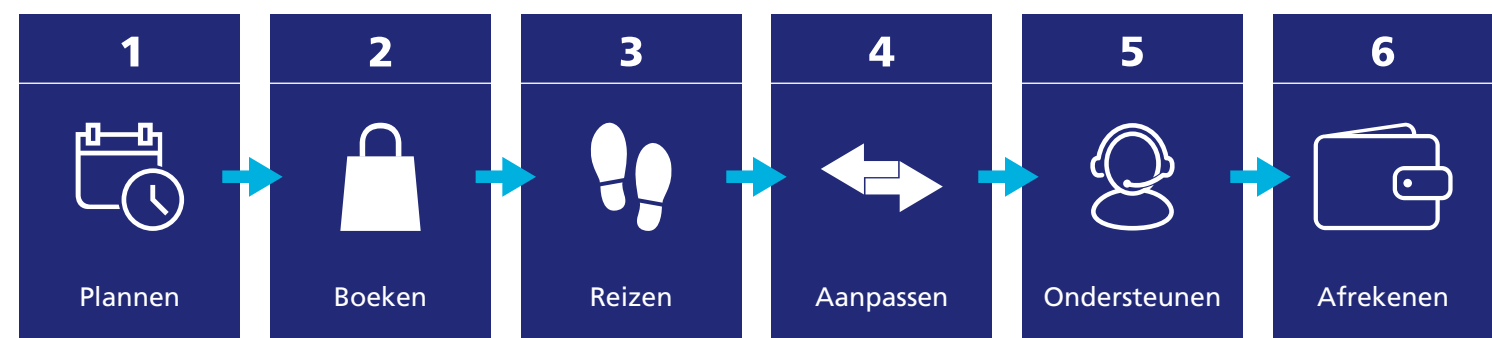 1
Plannen
2
Boeken
3
Reizen
4
Aanpassen
5
Ondersteunen
6
Afrekenen